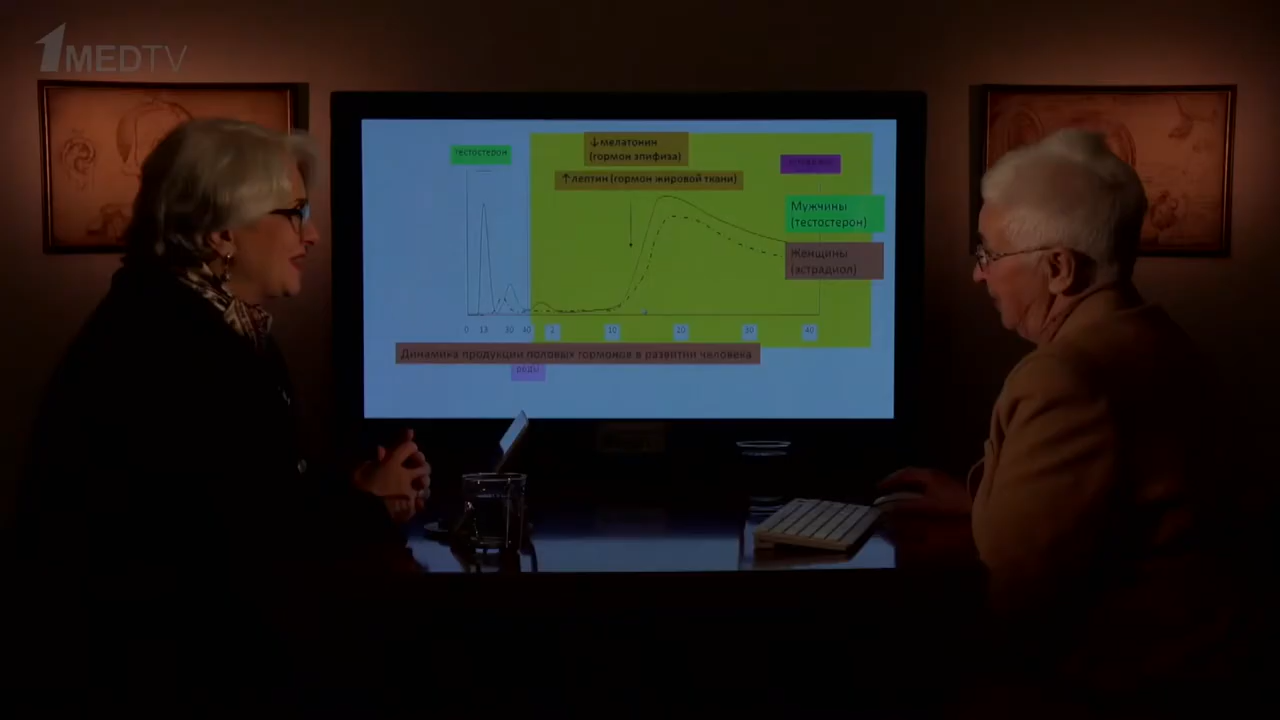 1MEDTV
тестостерон
↓мелатонин
(гормон эпифиза)
↑лептин (гормон жировой ткани)
Мужчины
(тестостерон)
Женщины
(эстрадиол)
0 13 30 40 2 10 20 30 40
Динамика продукции половых гормонов в развитии человека
роды